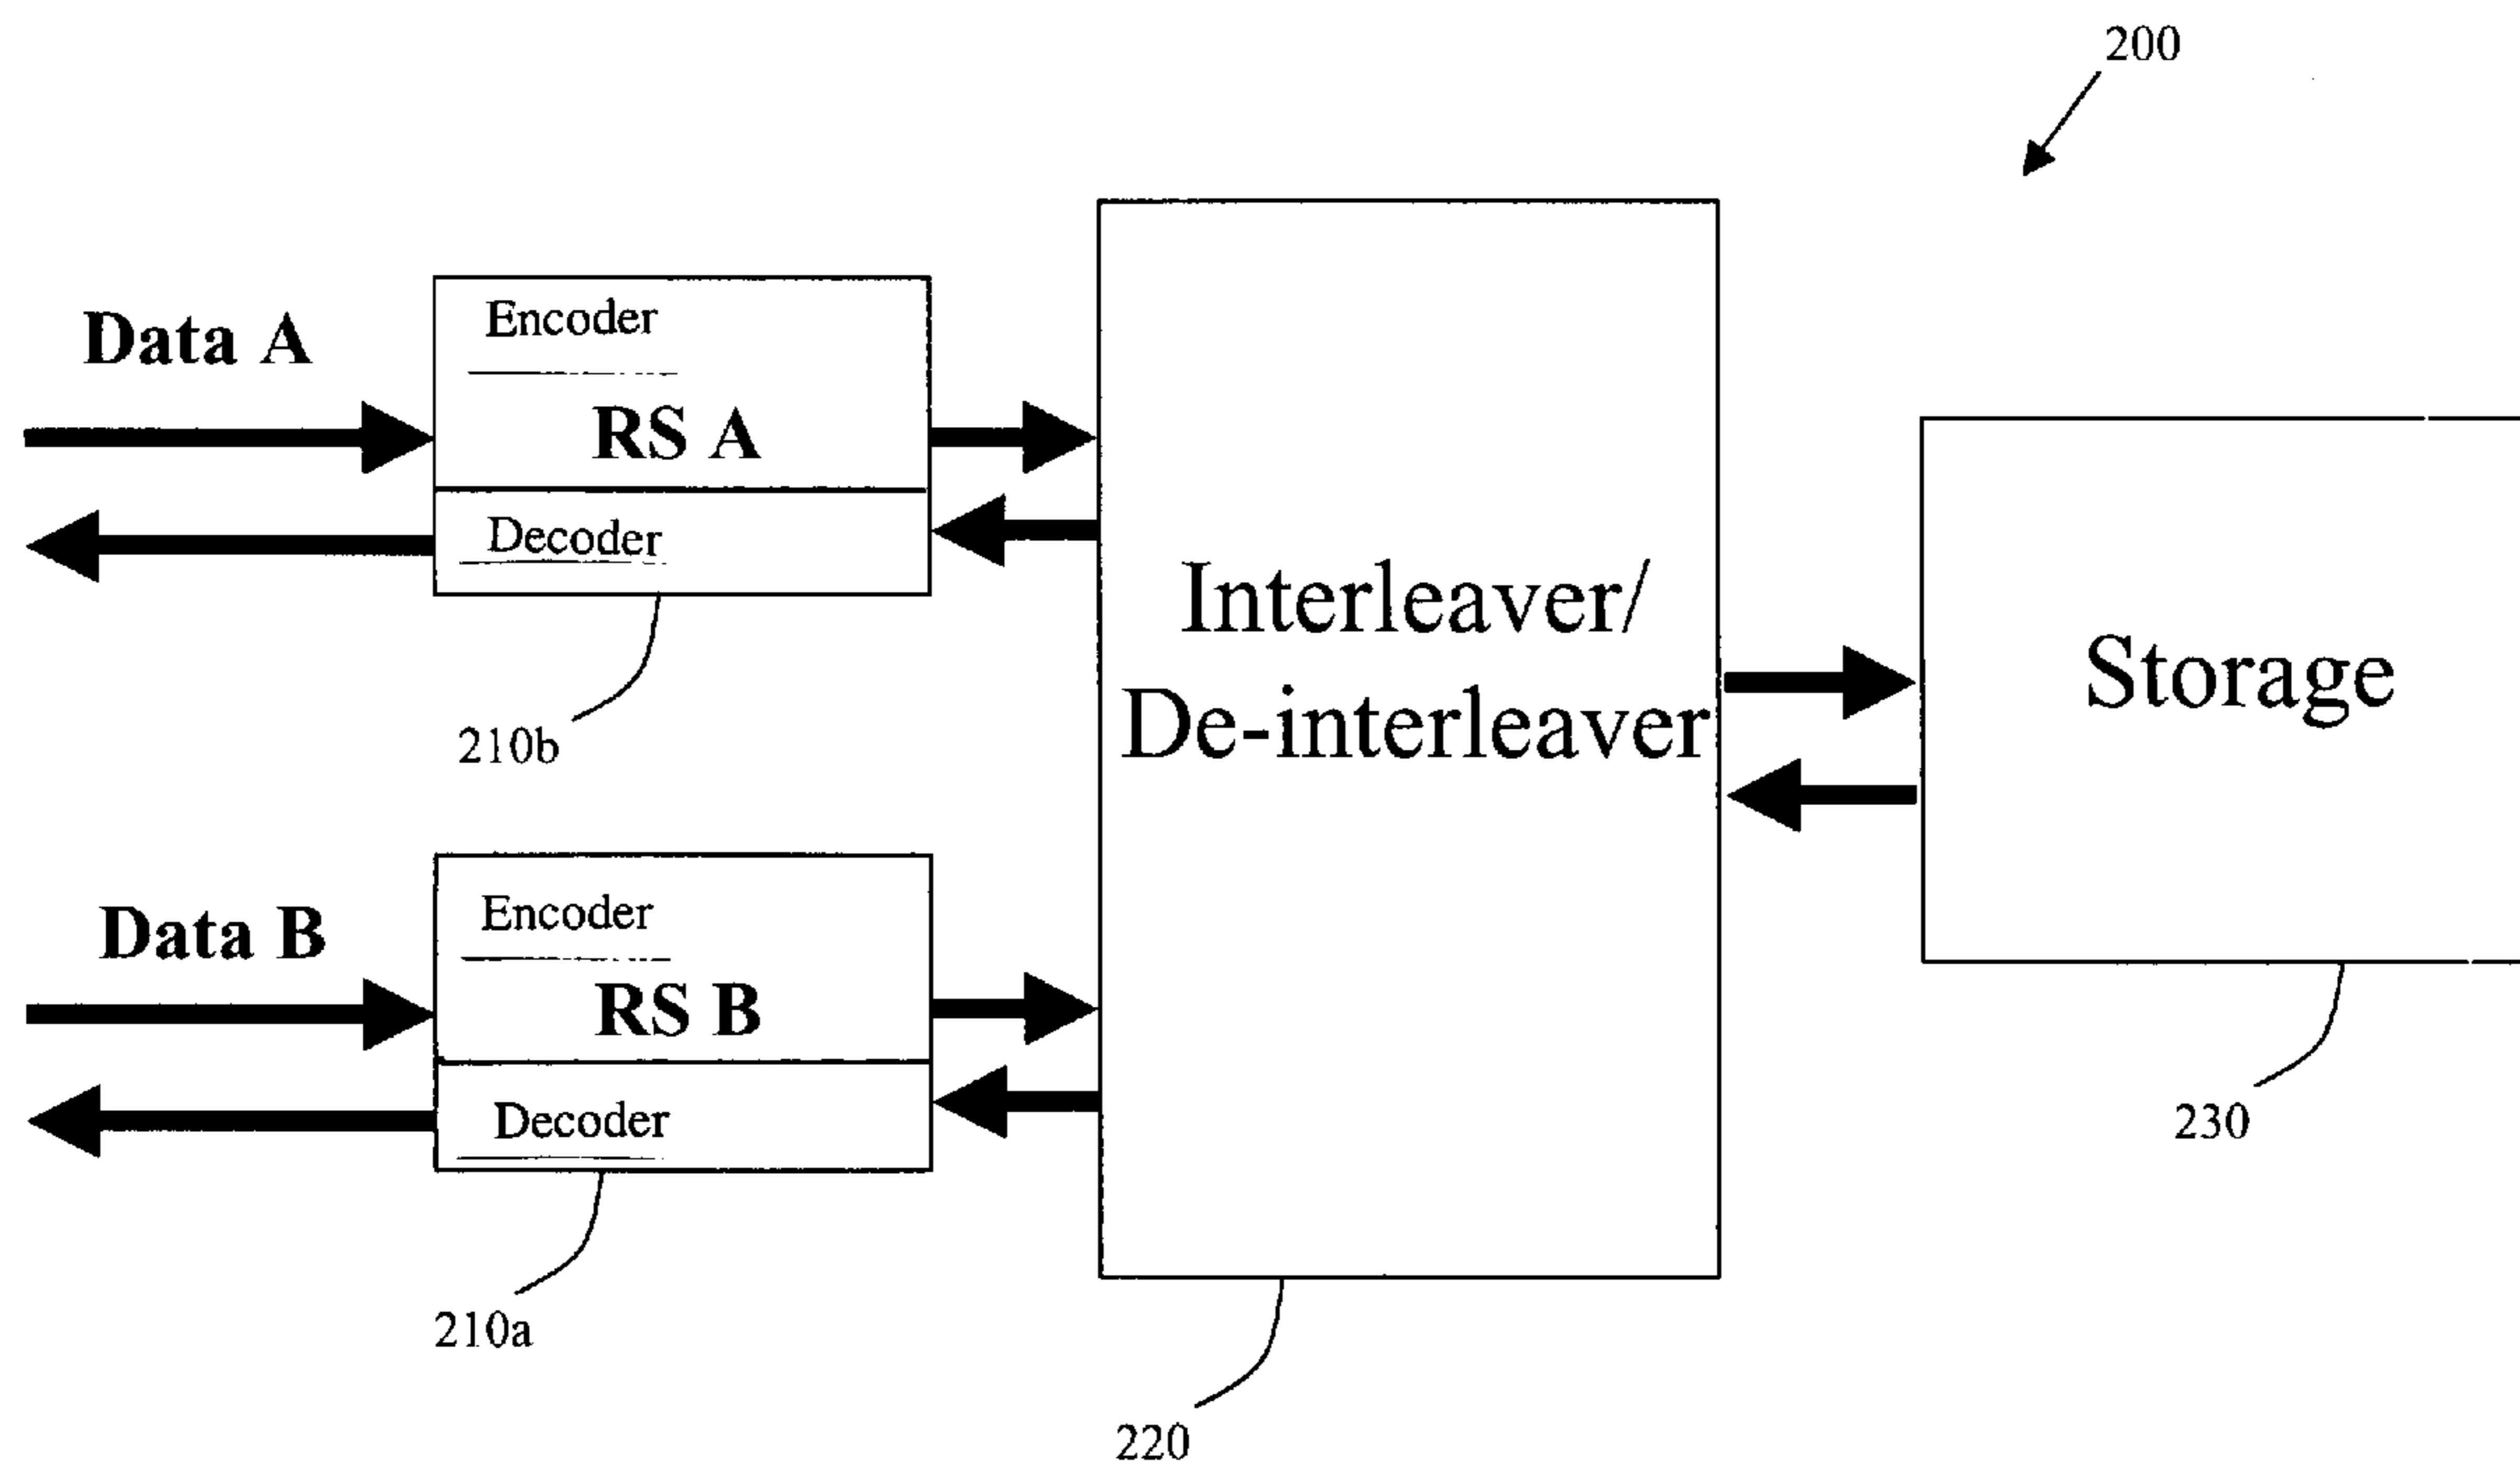 200
Data A
Encoder
RS A
Decoder
210b
Interleaver/
De-interleaver
Storage
Data B
Encoder
RS B
Decoder
230
210a
220